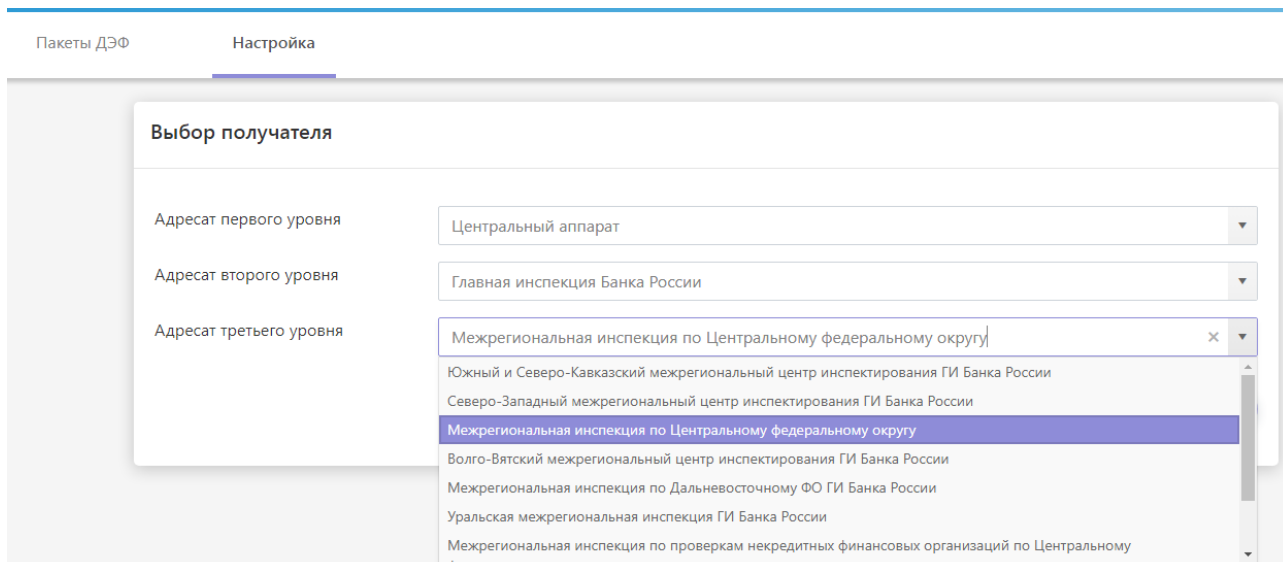 Пакеты ДЭФ Настройка
Выбор получателя
Адресат первого уровня Центральный аппарат
Адресат второго уровня Главная инспекция Банка России
Адресат третьего уровня Межрегиональная инспекция по Центральному федеральному округу
Южный и Северо-Кавказский межрегиональный центр инспектирования ГИ Банка России
Северо-Западный межрегиональный центр инспектирования ГИ Банка России
Межрегиональная инспекция по Центральному федеральному округу
Волго-Вятский межрегиональный центр инспектирования ГИ Банка России
Межрегиональная инспекция по Дальневосточному ФО ГИ Банка России
Уральская межрегиональная инспекция ГИ Банка России
Межрегиональная инспекция по проверкам некредитных финансовых организаций по Центральному